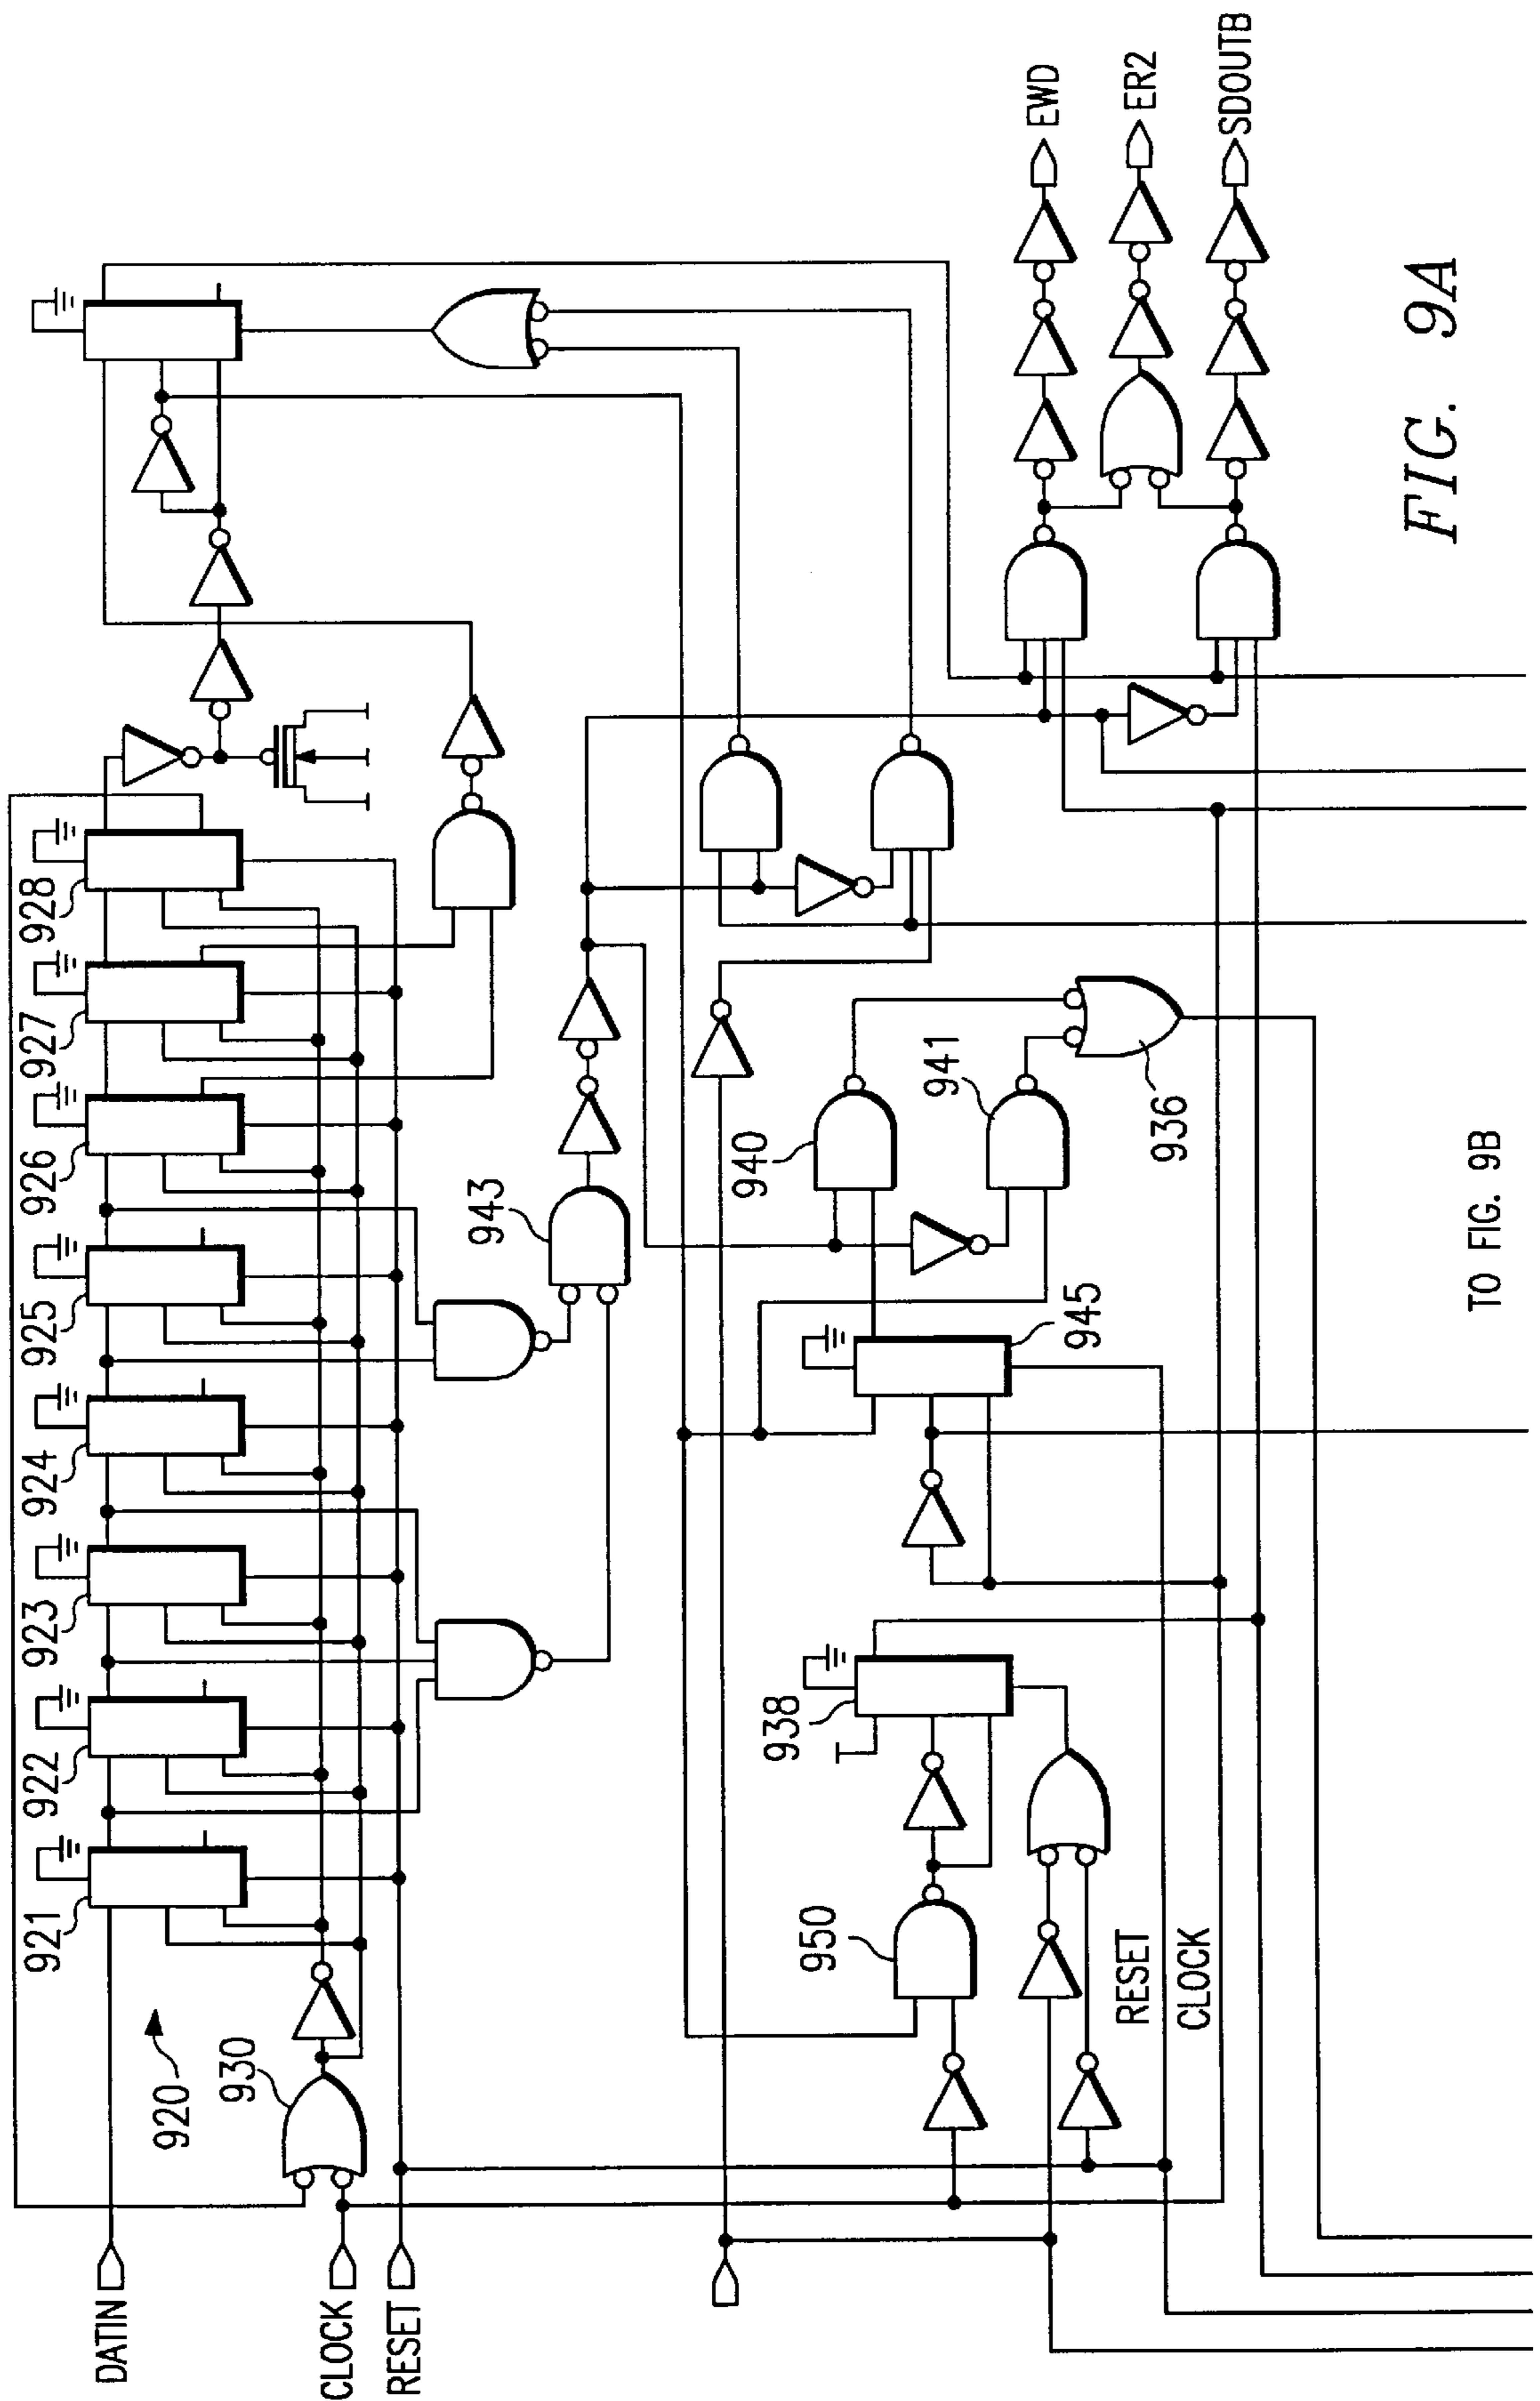 DATIN
CLOCK
RESET
920
930
921
922
923
924
925
926
927
928
943
950
938
945
940
941
936
RESET
CLOCK
EWD
ER2
SDOUTB
TO FIG. 9B
FIG. 9A